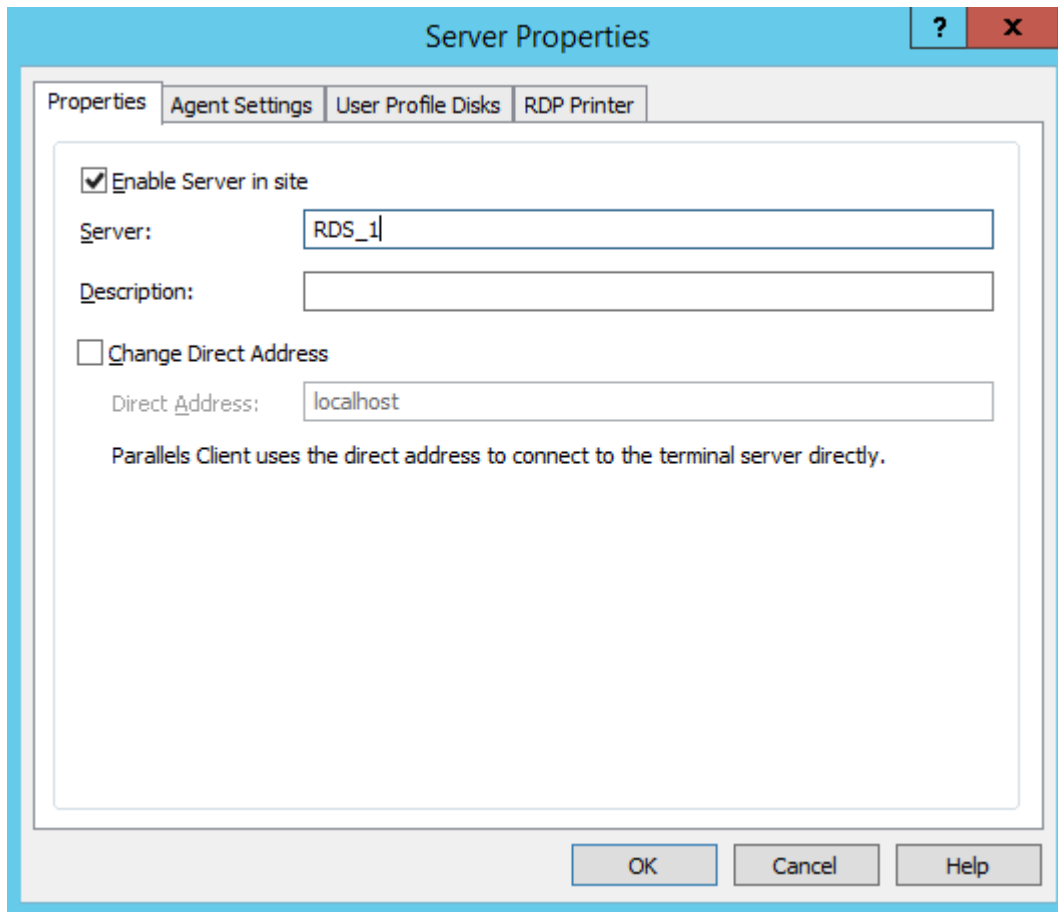 Server Properties
?
x
Properties Agent Settings User Profile Disks RDP Printer
Enable Server in site
Server: RDS_1
Description:
Change Direct Address
Direct Address: localhost
Parallels Client uses the direct address to connect to the terminal server directly.
OK Cancel Help